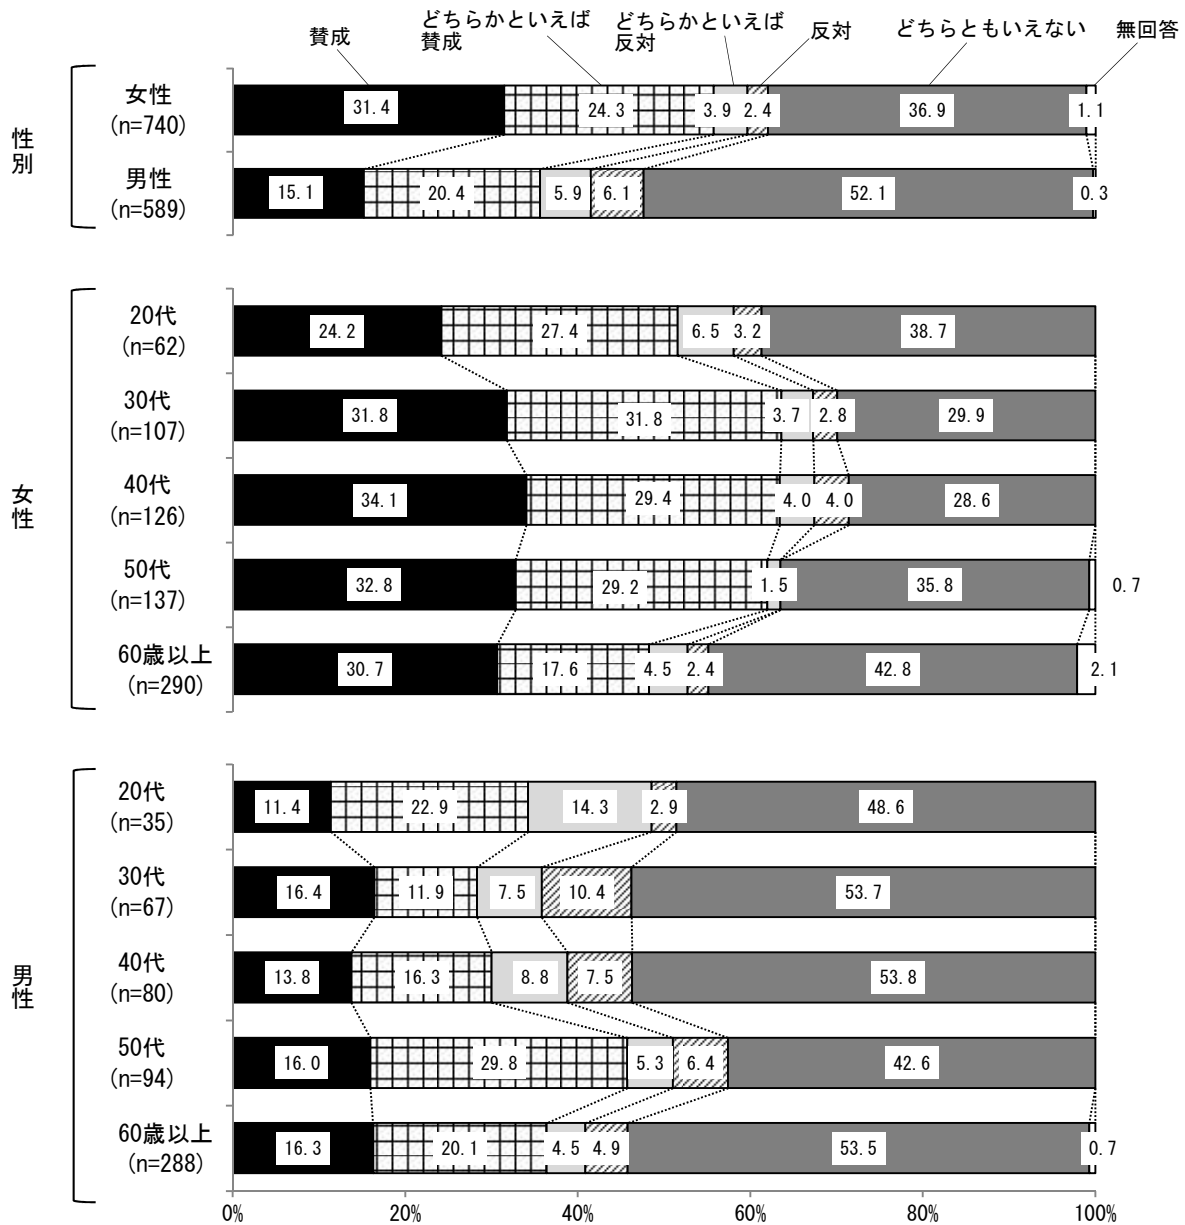 賛成
どちらかといえば
賛成
どちらかといえば
反対
反対
どちらともいえない
無回答
性別
女性
(n=740)
31.4 24.3 3.9 2.4 36.9 1.1
男性
(n=589)
15.1 20.4 5.9 6.1 52.1 0.3
女性
20代
(n=62)
24.2 27.4 6.5 3.2 38.7
30代
(n=107)
31.8 31.8 3.7 2.8 29.9
40代
(n=126)
34.1 29.4 4.0 4.0 28.6
50代
(n=137)
32.8 29.2 1.5 35.8 0.7
60歳以上
(n=290)
30.7 17.6 4.5 2.4 42.8 2.1
男性
20代
(n=35)
11.4 22.9 14.3 2.9 48.6
30代
(n=67)
16.4 11.9 7.5 10.4 53.7
40代
(n=80)
13.8 16.3 8.8 7.5 53.8
50代
(n=94)
16.0 29.8 5.3 6.4 42.6
60歳以上
(n=288)
16.3 20.1 4.5 4.9 53.5 0.7
0% 20% 40% 60% 80% 100%